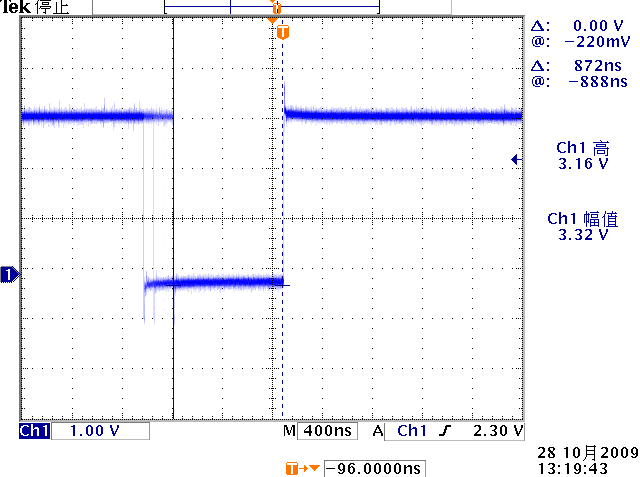 Tek 停止
T
T
Δ: 0.00 V
@: −220mV
Δ: 872ns
@: −888ns
Ch1 高
3.16 V
Ch1 幅值
3.32 V
1
Ch1 1.00 V M 400ns A Ch1 2.30 V
T −96.0000ns
28 10月 2009
13:19:43